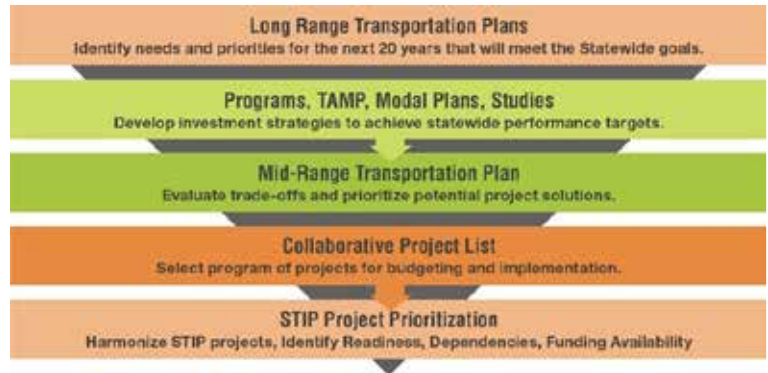 Long Range Transportation Plans
Identify needs and priorities for the next 20 years that will meet the Statewide goals.
Programs, TAMP, Modal Plans, Studies
Develop investment strategies to achieve statewide performance targets.
Mid-Range Transportation Plan
Evaluate trade-offs and prioritize potential project solutions.
Collaborative Project List
Select program of projects for budgeting and implementation.
STIP Project Prioritization
Harmonize STIP projects, Identify Readiness, Dependencies, Funding Availability